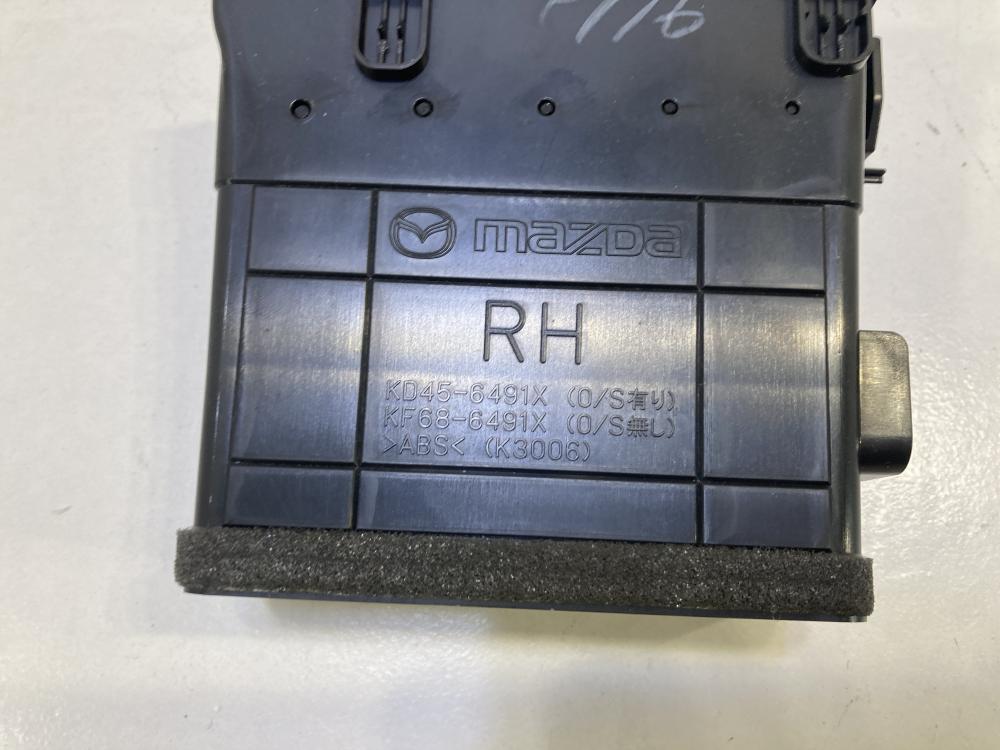 mazda
RH
KD45-6491X (O/S有り)
KF68-6491X (O/S無し)
>ABS< (K3006)